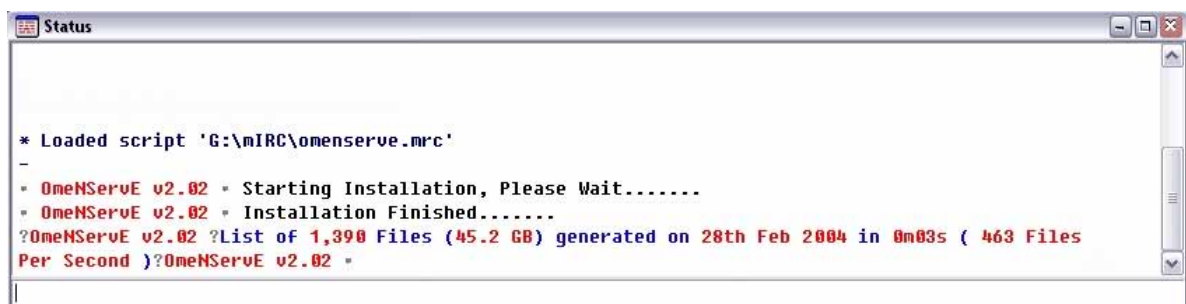 Status
* Loaded script 'G:\mIRC\omenserve.mrc'
-
• OmeNServE v2.02 • Starting Installation, Please Wait.......
• OmeNServE v2.02 • Installation Finished.......
?OmeNServE v2.02 ?List of 1,390 Files (45.2 GB) generated on 28th Feb 2004 in 0m03s ( 463 Files
Per Second )?OmeNServE v2.02 •